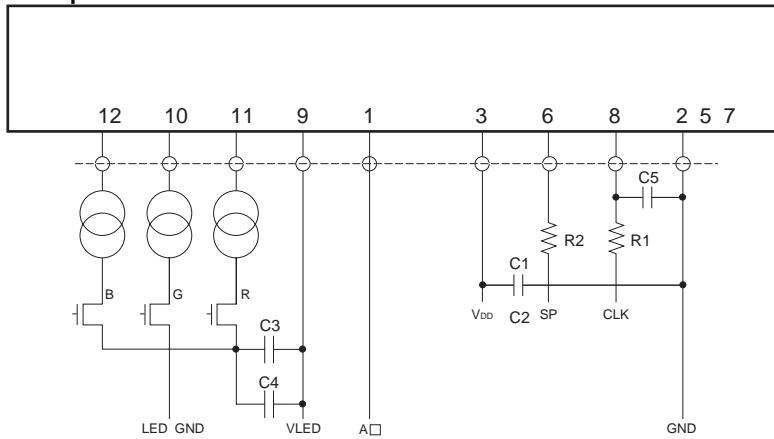 12 10 11 9 1 3 6 8 2 5 7
C5
R2 R1
C1
B G R
VDD C2 SP CLK
C3
C4
LED GND VLED A□ GND